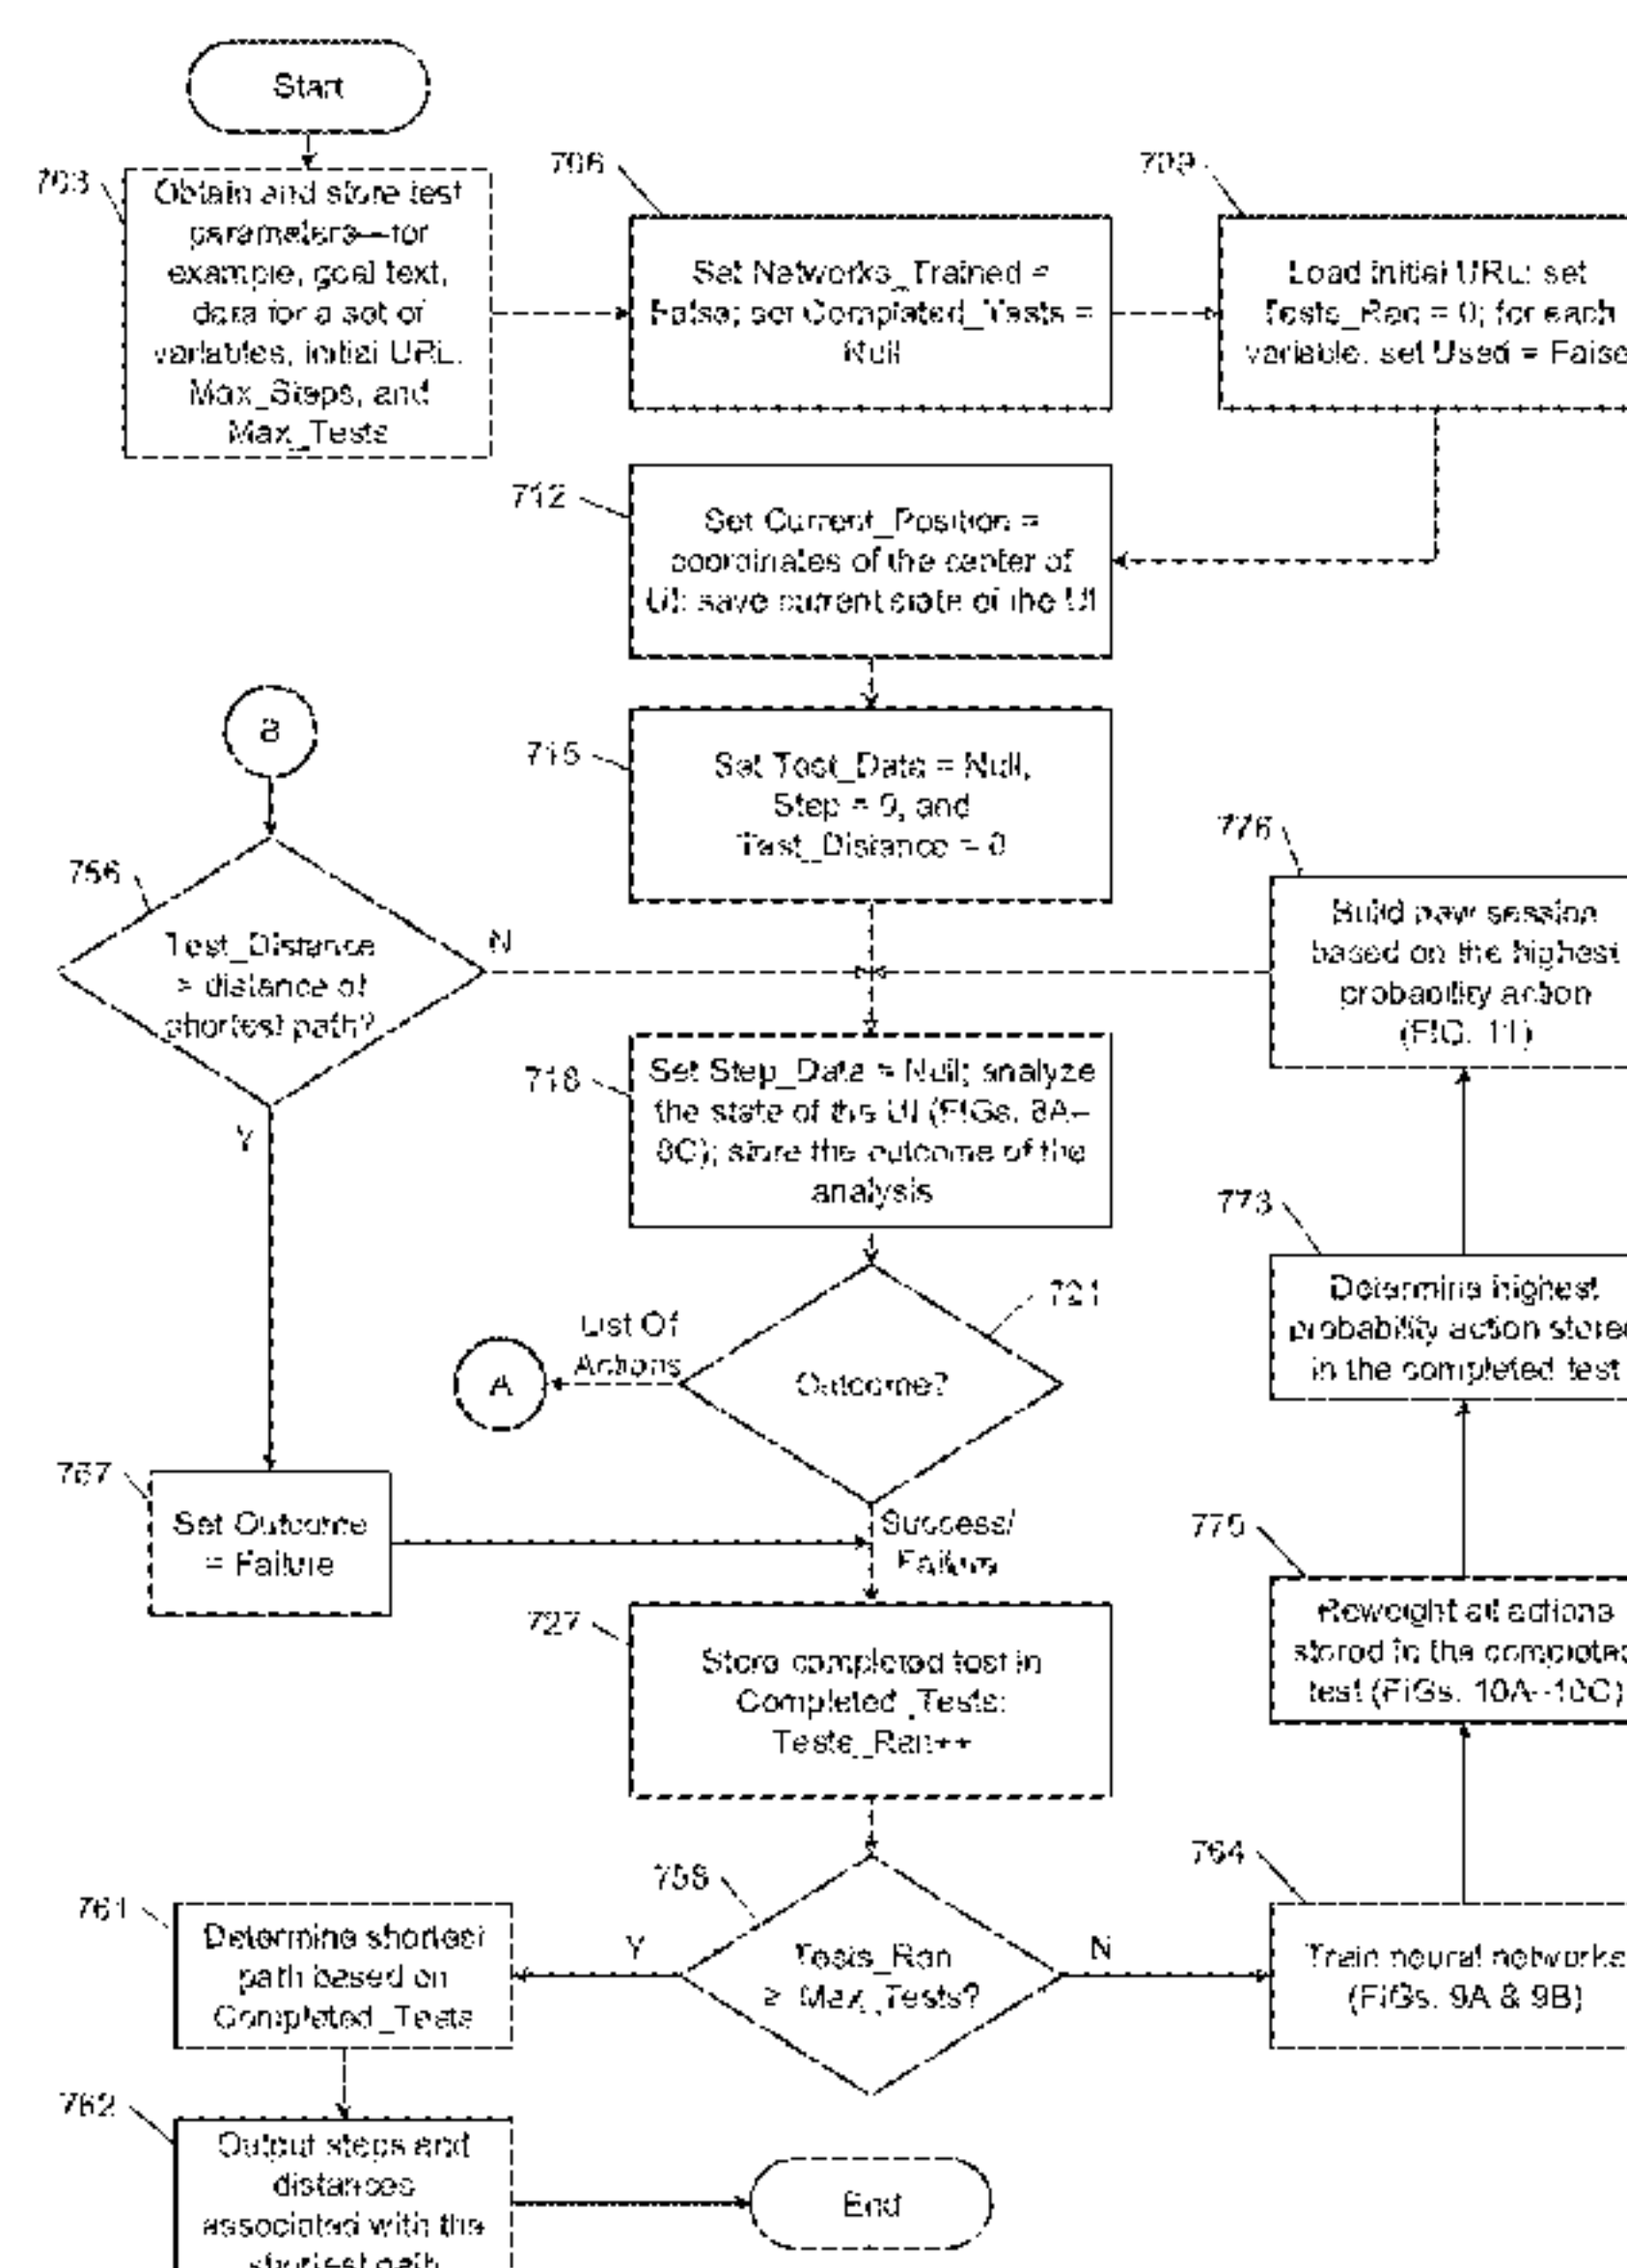 Start
703
Obtain and store test
parameters—for
example, goal text,
data for a set of
variables, initial URL,
Max_Steps, and
Max_Tests
706
Set Networks_Trained =
False; set Completed_Tests =
Null
709
Load initial URL; set
Tests_Ran = 0; for each
variable, set Used = False
712
Set Current_Position =
coordinates of the center of
UI; save current state of the UI
B
715
Set Test_Data = Null,
Step = 0, and
Test_Distance = 0
756
Test_Distance
distance of
shortest path?
N
Y
776
Build new session
based on the highest
probability action
(FIG. 11)
718
Set Step_Data = Null; analyze
the state of the UI (FIGs. 8A–
8C); store the outcome of the
analysis
721
Outcome?
List Of
Actions
A
773
Determine highest
probability action stored
in the completed test
767
Set Outcome
= Failure
Success/
Failure
770
Reweight all actions
stored in the completed
test (FIGs. 10A–10C)
727
Store completed test in
Completed_Tests;
Tests_Ran++
758
Tests_Ran
≥ Max_Tests?
Y
N
764
Train neural networks
(FIGs. 9A & 9B)
761
Determine shortest
path based on
Completed_Tests
762
Output steps and
distances
associated with the
shortest path
End